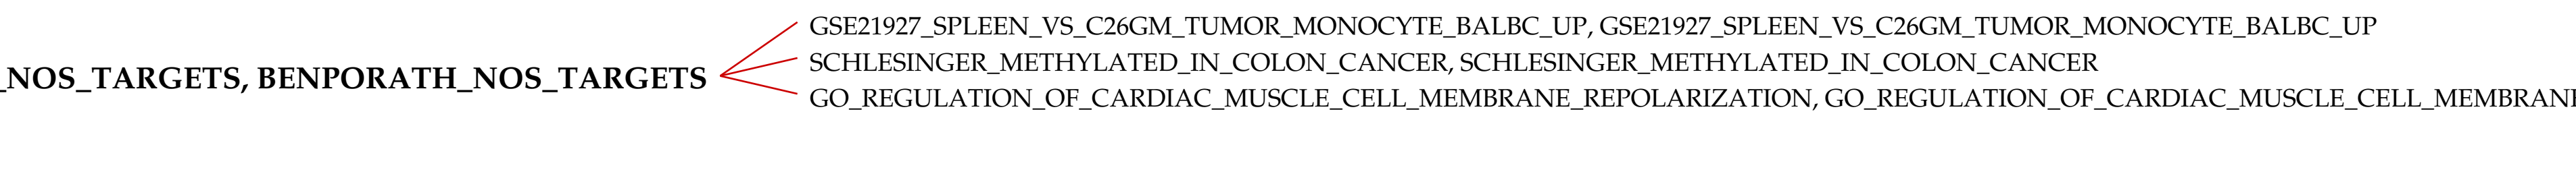 _NOS_TARGETS, BENPORATH_NOS_TARGETS
GSE21927_SPLEEN_VS_C26GM_TUMOR_MONOCYTE_BALBC_UP, GSE21927_SPLEEN_VS_C26GM_TUMOR_MONOCYTE_BALBC_UP
SCHLESINGER_METHYLATED_IN_COLON_CANCER, SCHLESINGER_METHYLATED_IN_COLON_CANCER
GO_REGULATION_OF_CARDIAC_MUSCLE_CELL_MEMBRANE_REPOLARIZATION, GO_REGULATION_OF_CARDIAC_MUSCLE_CELL_MEMBRAN